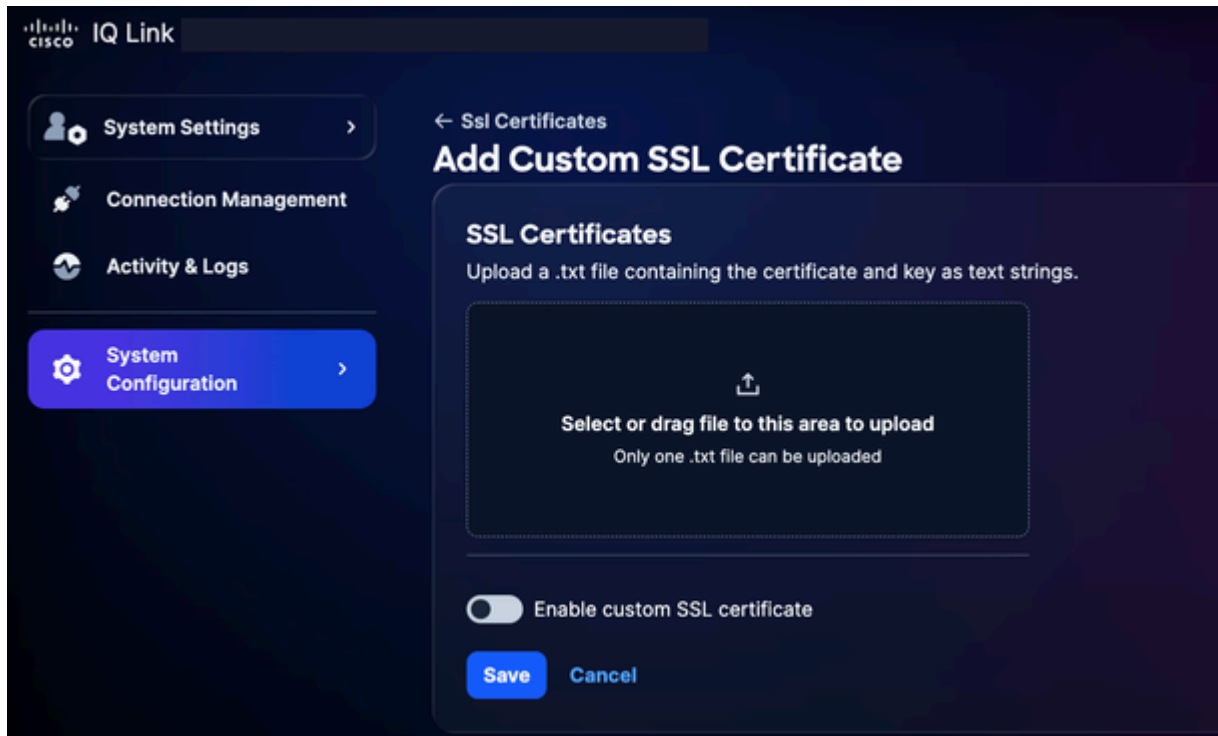 cisco IQ Link
System Settings
Connection Management
Activity & Logs
System
Configuration
← Ssl Certificates
Add Custom SSL Certificate
SSL Certificates
Upload a .txt file containing the certificate and key as text strings.
Select or drag file to this area to upload
Only one .txt file can be uploaded
Enable custom SSL certificate
Save Cancel